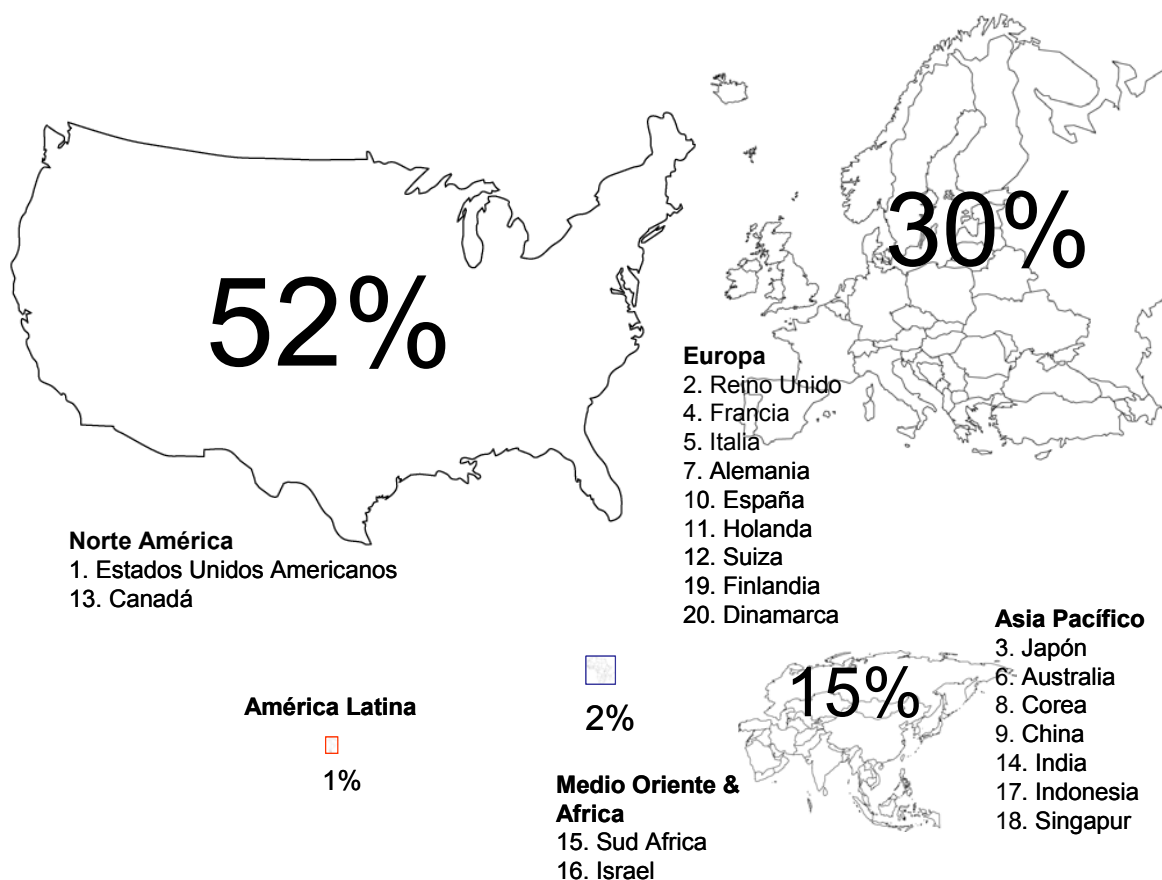 52%
30%
Europa
2. Reino Unido
4. Francia
5. Italia
7. Alemania
10. España
11. Holanda
12. Suiza
19. Finlandia
20. Dinamarca
Norte América
1. Estados Unidos Americanos
13. Canadá
Asia Pacífico
3. Japón
6. Australia
8. Corea
9. China
14. India
17. Indonesia
18. Singapur
15%
América Latina
1%
2%
Medio Oriente &
Africa
15. Sud Africa
16. Israel